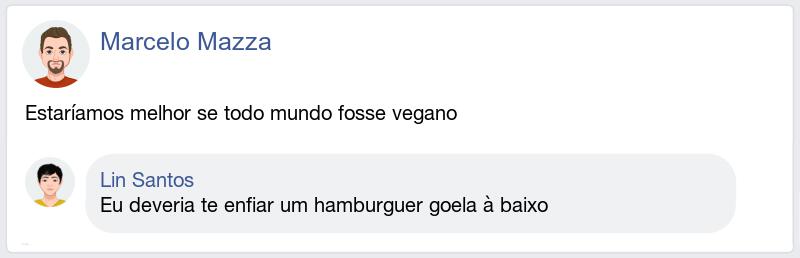 Marcelo Mazza
Estaríamos melhor se todo mundo fosse vegano
Lin Santos
Eu deveria te enfiar um hamburguer goela à baixo